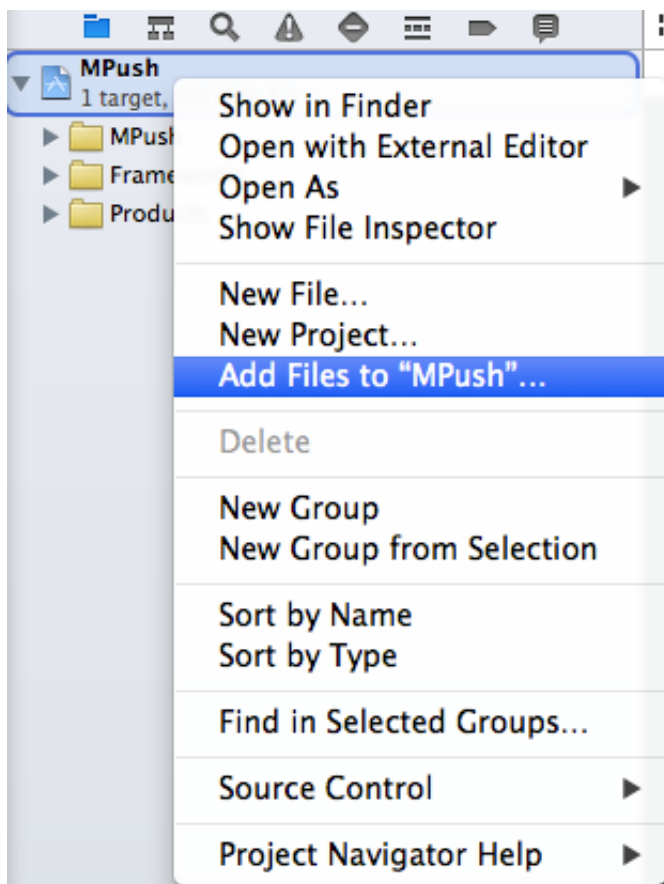 MPush
1 target,
MPush
Frame
Produ
Show in Finder
Open with External Editor
Open As
Show File Inspector
New File...
New Project...
Add Files to “MPush”...
Delete
New Group
New Group from Selection
Sort by Name
Sort by Type
Find in Selected Groups...
Source Control
Project Navigator Help